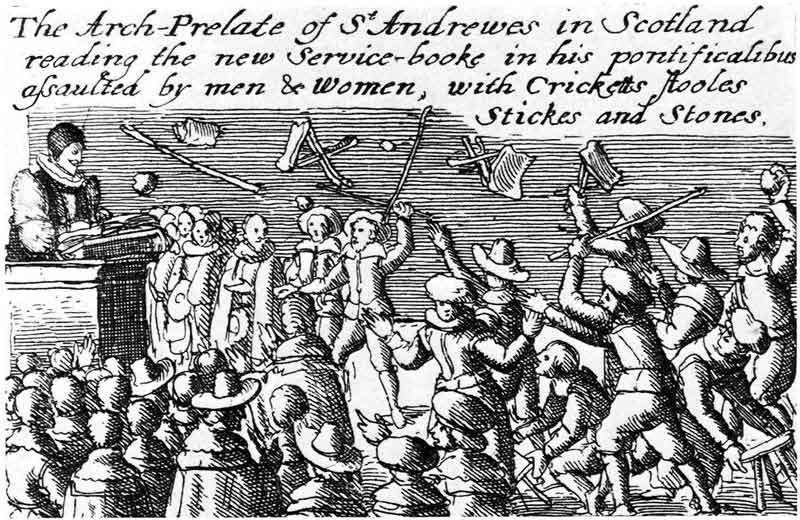 The Arch-Prelate of St Andrewes in Scotland
reading the new Service-booke in his pontificalibus
aſsaulted by men & Women, with Cricketts ſtooles
Stickes and Stones.